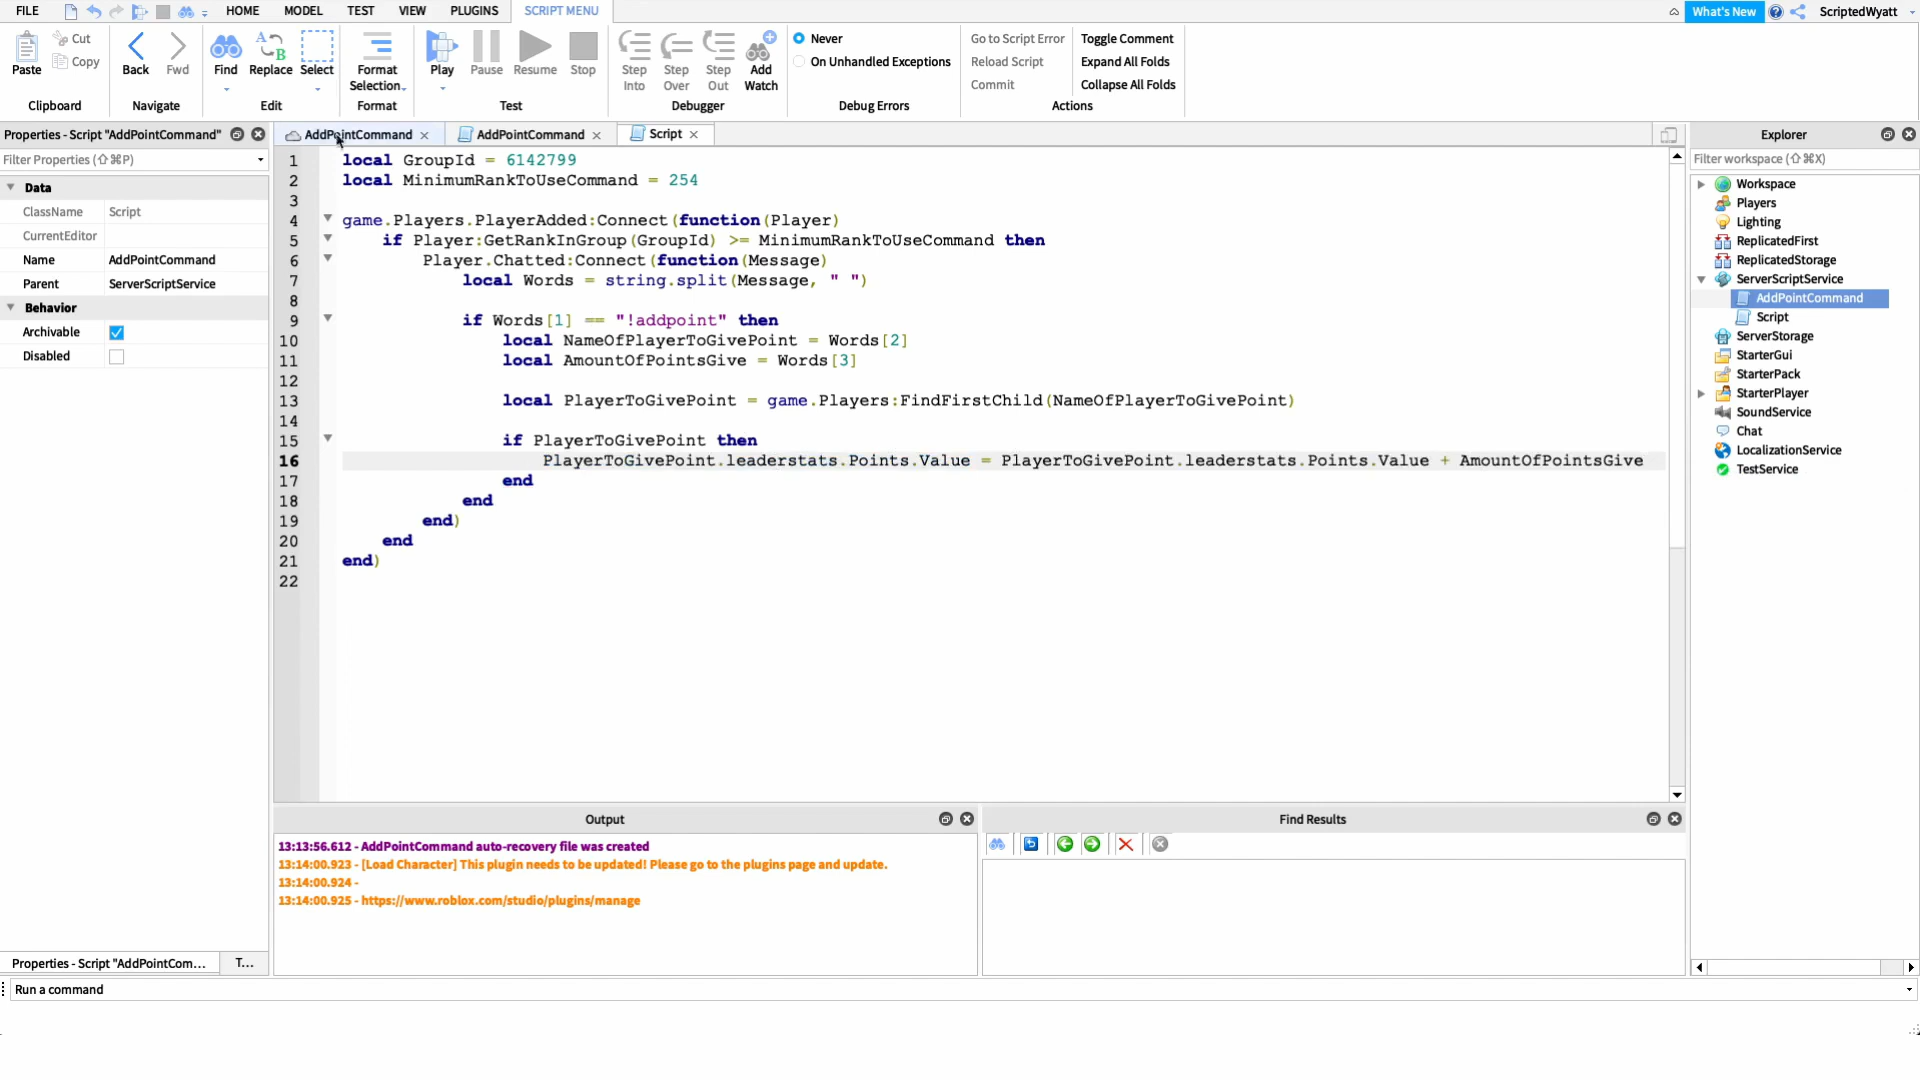 FILE HOME MODEL TEST VIEW PLUGINS SCRIPT MENU What's New ScriptedWyatt
Paste Cut Copy Clipboard
Back Fwd Navigate
Find Replace Select Edit
Format Selection Format
Play Pause Resume Stop Test
Step Into Step Over Step Out Add Watch Debugger
Never
On Unhandled Exceptions
Debug Errors
Go to Script Error Toggle Comment
Reload Script Expand All Folds
Commit Collapse All Folds
Actions
Properties - Script "AddPointCommand"
Filter Properties (⇧⌘P)
Data
ClassName Script
CurrentEditor
Name AddPointCommand
Parent ServerScriptService
Behavior
Archivable
Disabled
Properties - Script "AddPointCom... T...
AddPointCommand AddPointCommand Script
1 local GroupId = 6142799
2 local MinimumRankToUseCommand = 254
3
4 game.Players.PlayerAdded:Connect(function(Player)
5 if Player:GetRankInGroup(GroupId) >= MinimumRankToUseCommand then
6 Player.Chatted:Connect(function(Message)
7 local Words = string.split(Message, " ")
8
9 if Words[1] == "!addpoint" then
10 local NameOfPlayerToGivePoint = Words[2]
11 local AmountOfPointsGive = Words[3]
12
13 local PlayerToGivePoint = game.Players:FindFirstChild(NameOfPlayerToGivePoint)
14
15 if PlayerToGivePoint then
16 PlayerToGivePoint.leaderstats.Points.Value = PlayerToGivePoint.leaderstats.Points.Value + AmountOfPointsGive
17 end
18 end
19 end)
20 end
21 end)
22
Output
13:13:56.612 - AddPointCommand auto-recovery file was created
13:14:00.923 - [Load Character] This plugin needs to be updated! Please go to the plugins page and update.
13:14:00.924 -
13:14:00.925 - https://www.roblox.com/studio/plugins/manage
Find Results
Explorer
Filter workspace (⇧⌘X)
Workspace
Players
Lighting
ReplicatedFirst
ReplicatedStorage
ServerScriptService
AddPointCommand
Script
ServerStorage
StarterGui
StarterPack
StarterPlayer
SoundService
Chat
LocalizationService
TestService
Run a command